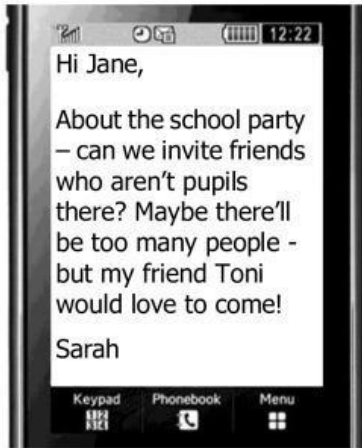 12:22
Hi Jane,
About the school party
– can we invite friends
who aren't pupils
there? Maybe there'll
be too many people -
but my friend Toni
would love to come!
Sarah
Keypad Phonebook Menu